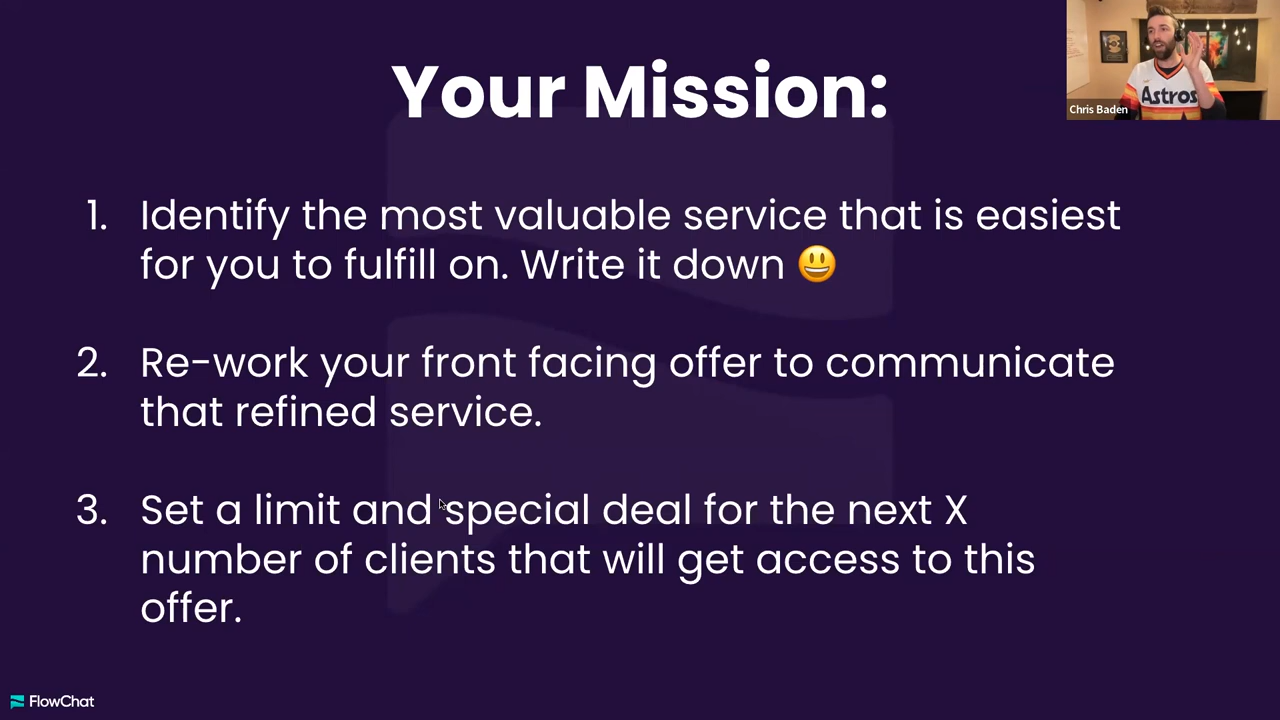 Your Mission:
Astros
Chris Baden
1. Identify the most valuable service that is easiest
for you to fulfill on. Write it down 😃
2. Re-work your front facing offer to communicate
that refined service.
3. Set a limit and special deal for the next X
number of clients that will get access to this
offer.
FlowChat